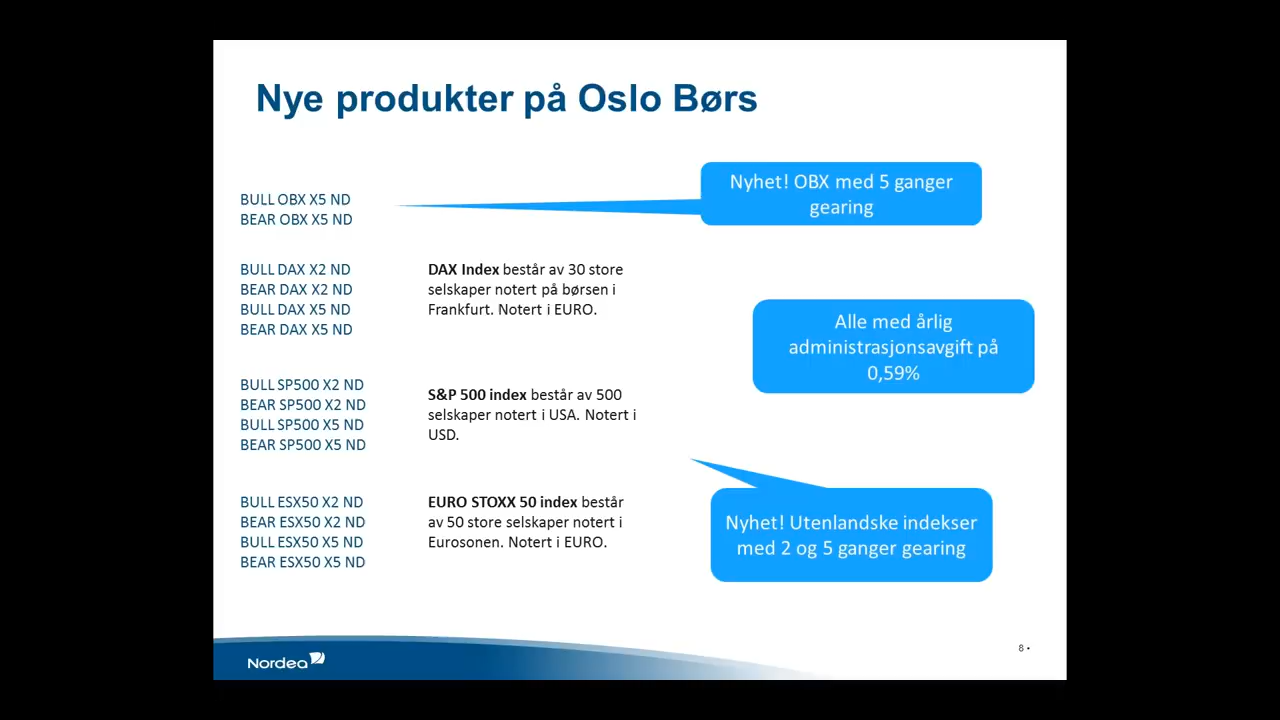 Nye produkter på Oslo Børs
BULL OBX X5 ND
BEAR OBX X5 ND
Nyhet! OBX med 5 ganger
gearing
BULL DAX X2 ND
BEAR DAX X2 ND
BULL DAX X5 ND
BEAR DAX X5 ND
DAX Index består av 30 store
selskaper notert på børsen i
Frankfurt. Notert i EURO.
Alle med årlig
administrasjonsavgift på
0,59%
BULL SP500 X2 ND
BEAR SP500 X2 ND
BULL SP500 X5 ND
BEAR SP500 X5 ND
S&P 500 index består av 500
selskaper notert i USA. Notert i
USD.
BULL ESX50 X2 ND
BEAR ESX50 X2 ND
BULL ESX50 X5 ND
BEAR ESX50 X5 ND
EURO STOXX 50 index består
av 50 store selskaper notert i
Eurosonen. Notert i EURO.
Nyhet! Utenlandske indekser
med 2 og 5 ganger gearing
Nordea
8 •